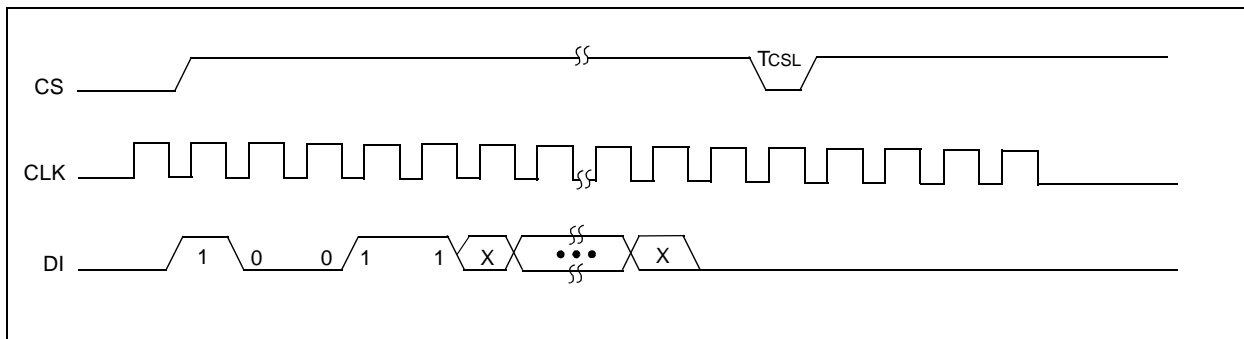 CS
TCSL
CLK
DI
1 0 0 1 1 X ••• X